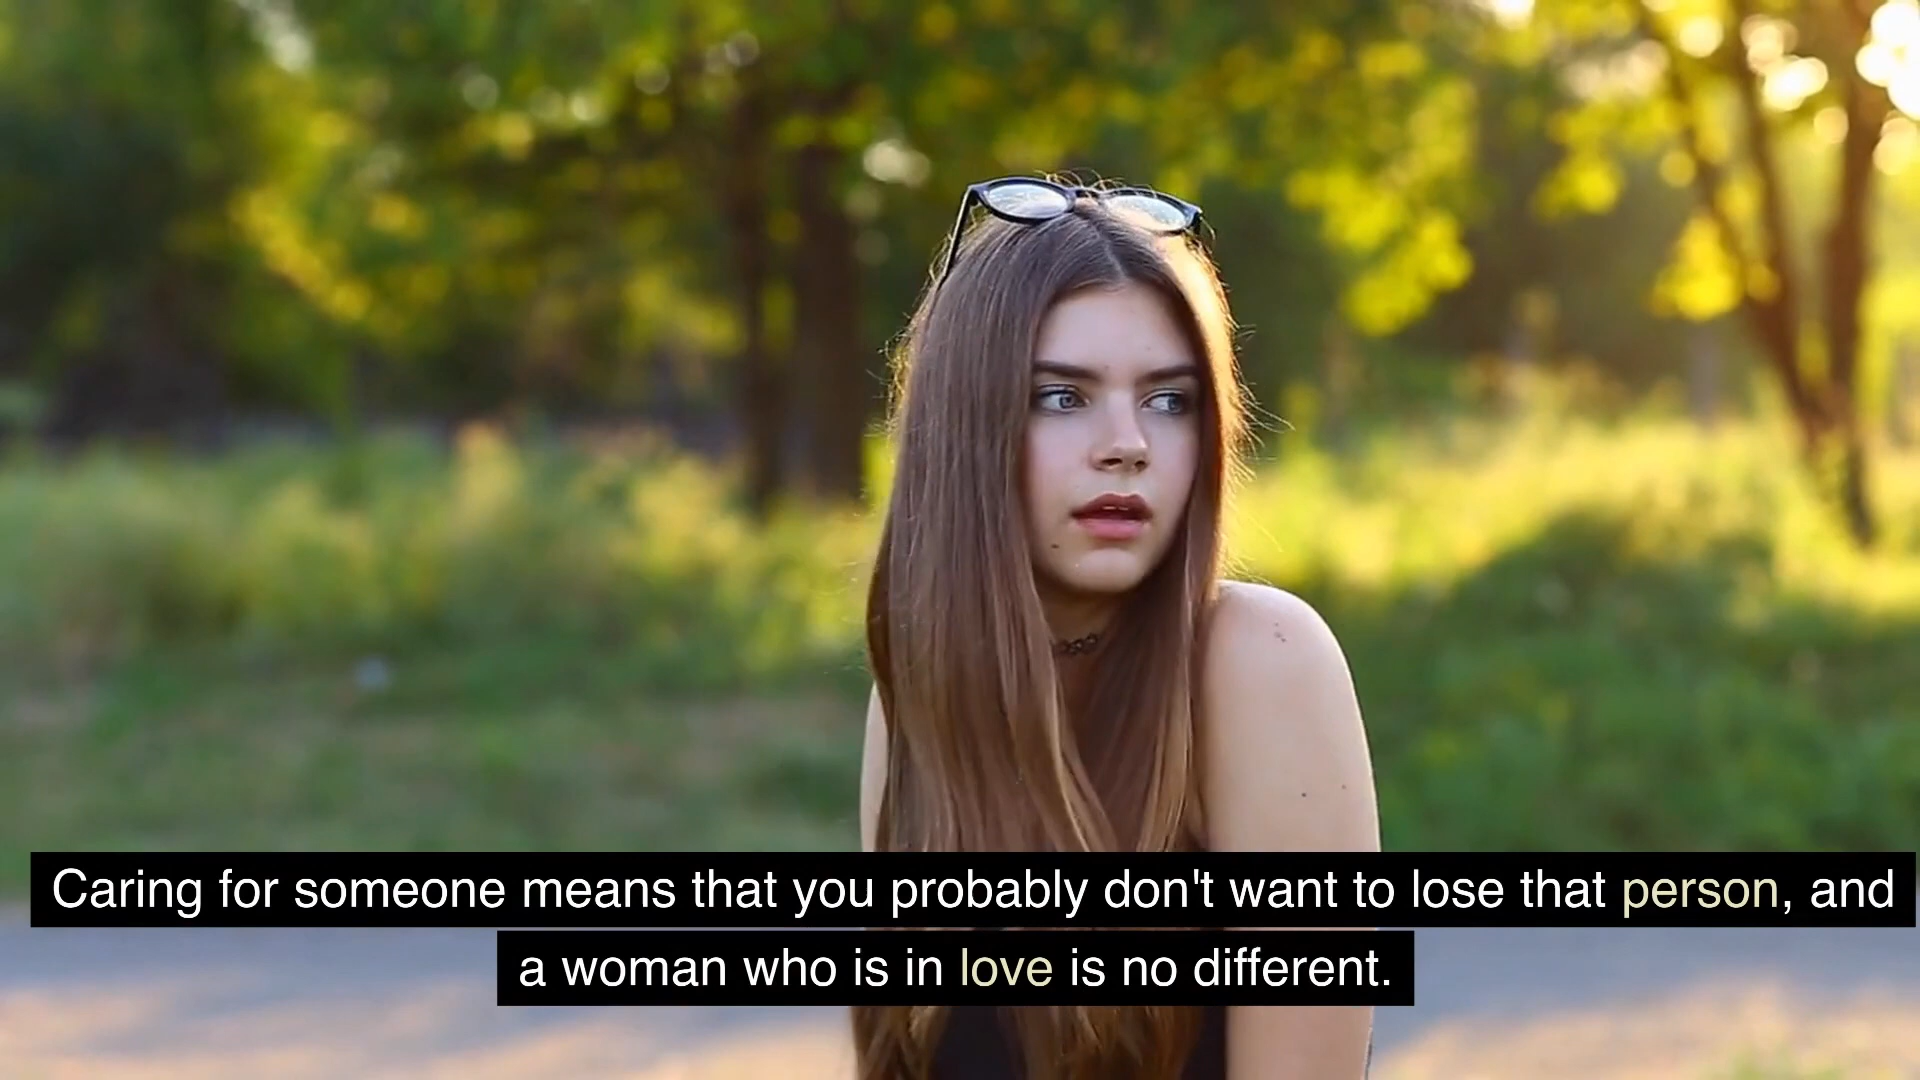 Caring for someone means that you probably don't want to lose that person, and
a woman who is in love is no different.